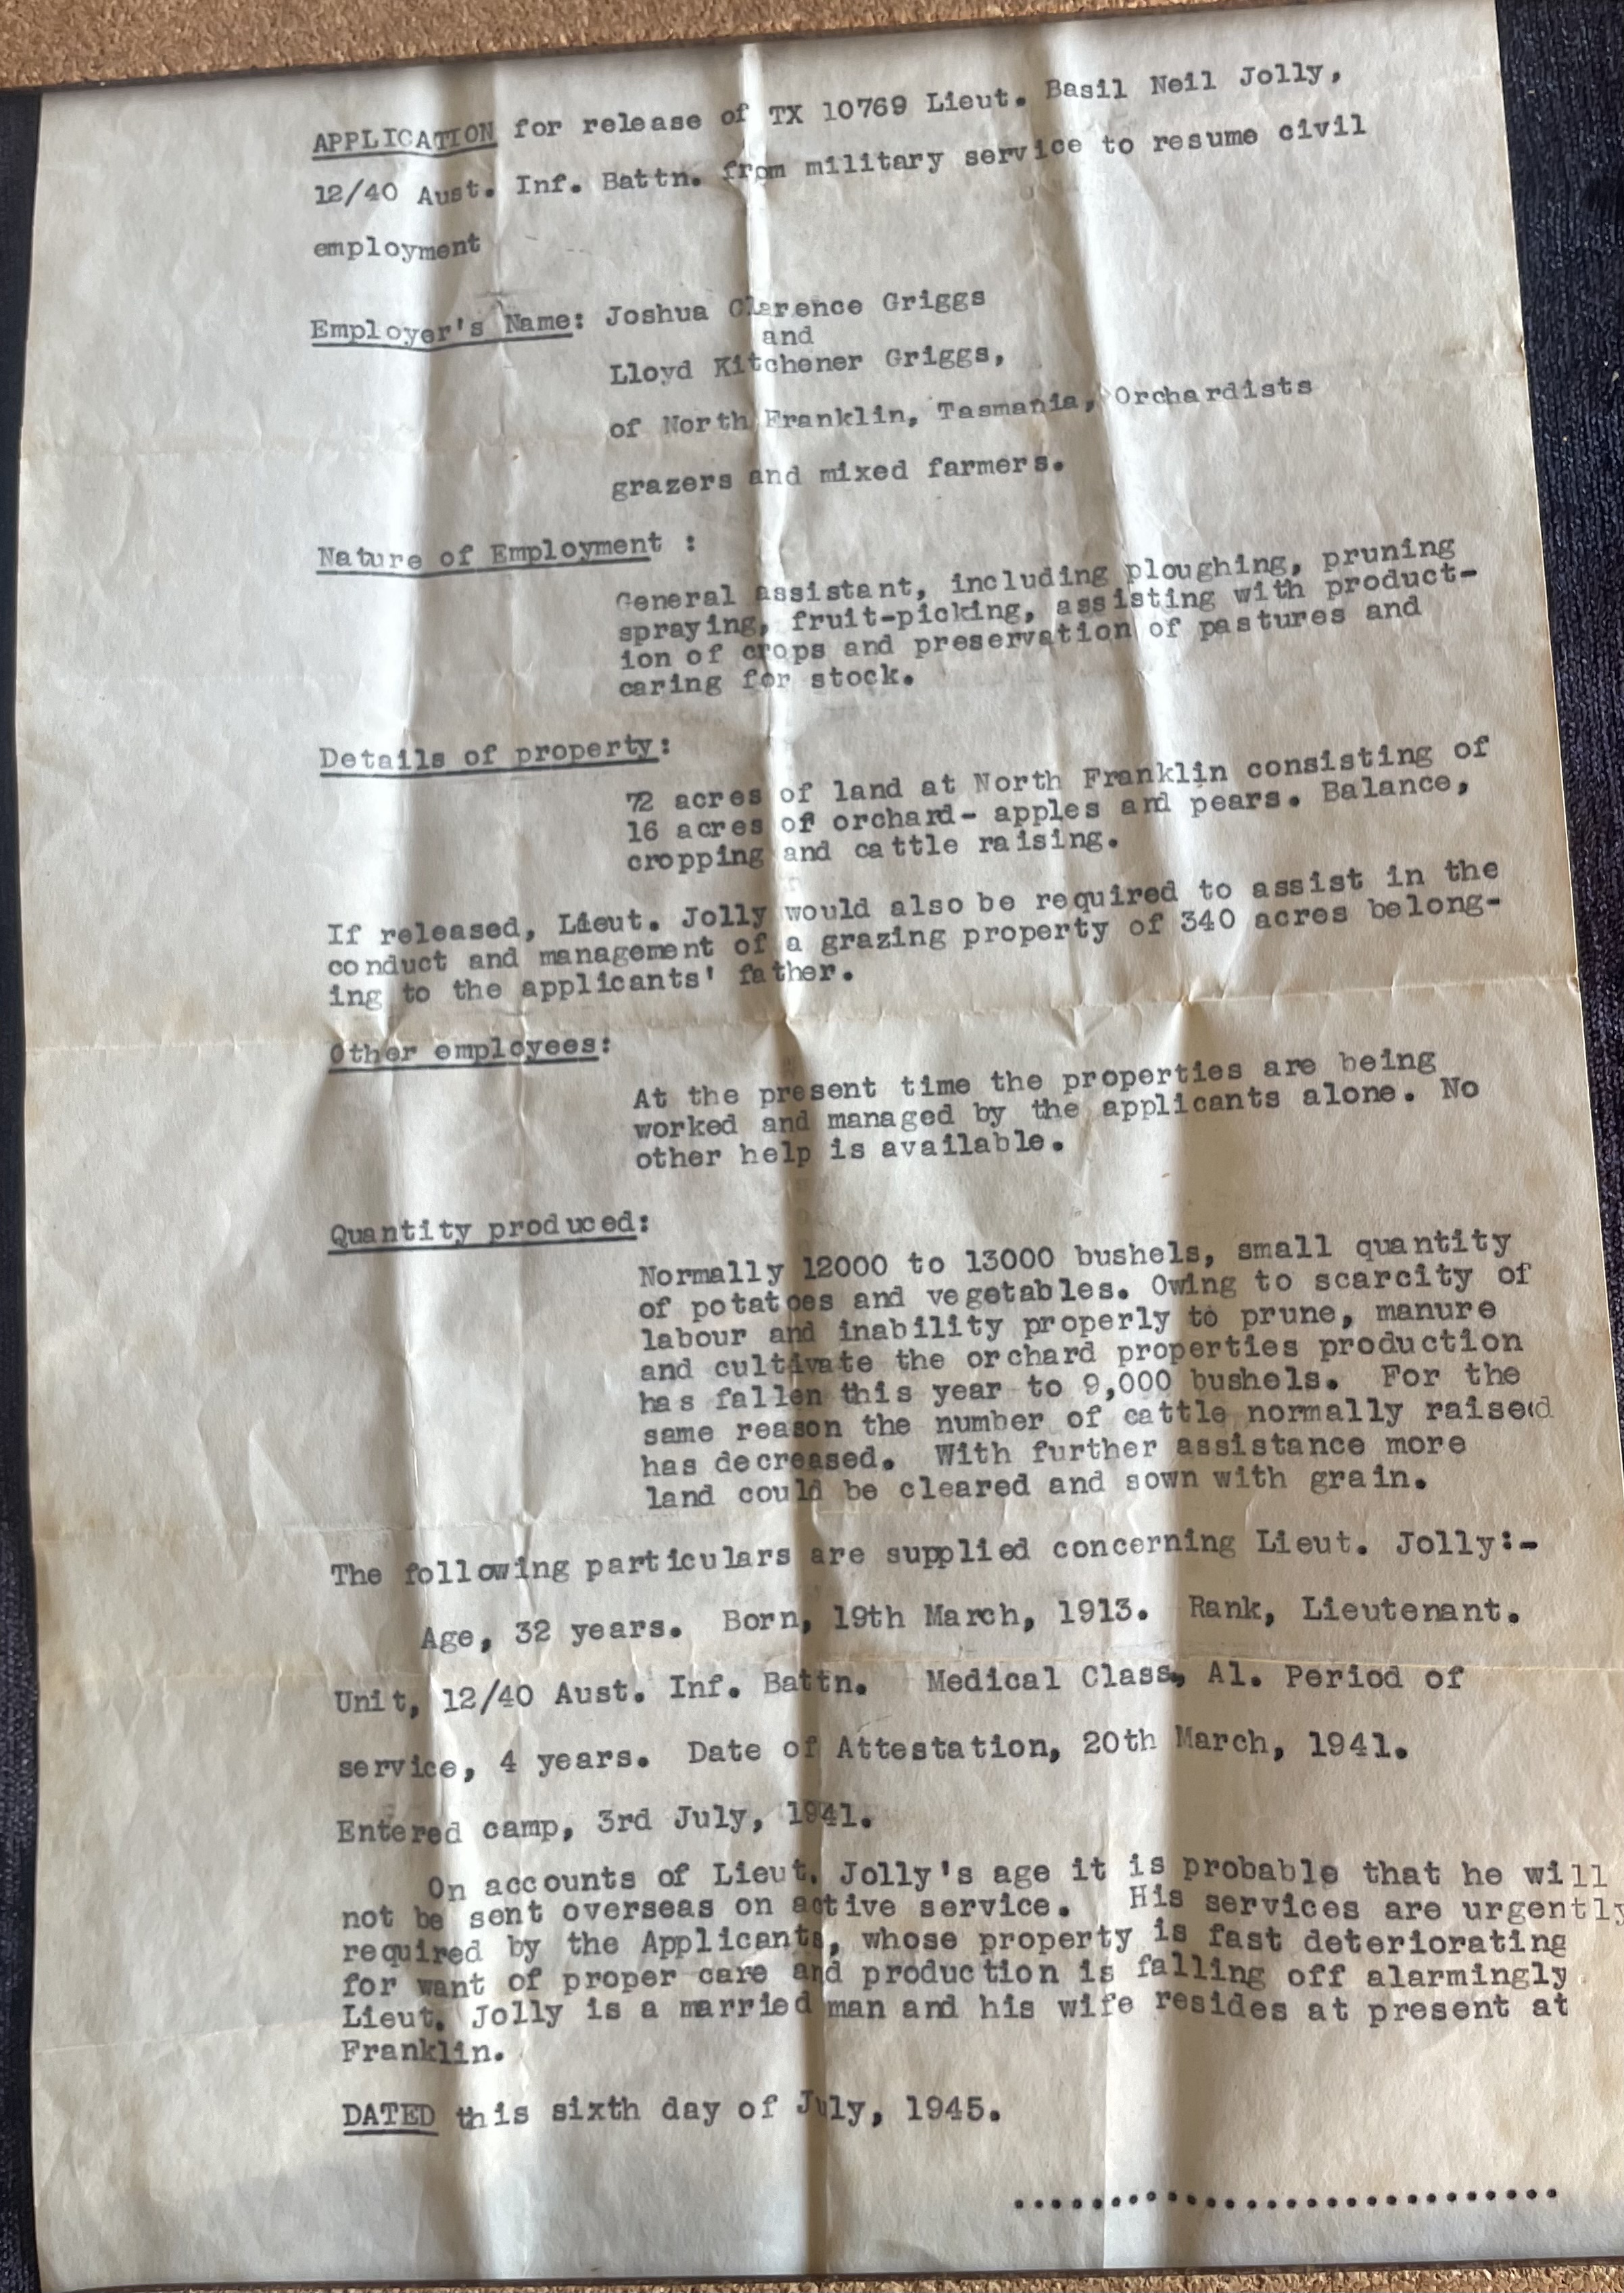 APPLICATION for release of TX 10769 Lieut. Basil Neil Jolly,
12/40 Aust. Inf. Battn. from military service to resume civil
employment
Employer's Name: Joshua Clarence Griggs
and
Lloyd Kitchener Griggs,
of North Franklin, Tasmania, Orchardists
grazers and mixed farmers.
Nature of Employment :
General assistant, including ploughing, pruning
spraying, fruit-picking, assisting with product-
ion of crops and preservation of pastures and
caring for stock.
Details of property:
72 acres of land at North Franklin consisting of
16 acres of orchard- apples and pears. Balance,
cropping and cattle raising.
If released, Lieut. Jolly would also be required to assist in the
conduct and management of a grazing property of 340 acres belong-
ing to the applicants' father.
Other employees:
At the present time the properties are being
worked and managed by the applicants alone. No
other help is available.
Quantity produced:
Normally 12000 to 13000 bushels, small quantity
of potatoes and vegetables. Owing to scarcity of
labour and inability properly to prune, manure
and cultivate the orchard properties production
has fallen this year to 9,000 bushels. For the
same reason the number of cattle normally raised
has decreased. With further assistance more
land could be cleared and sown with grain.
The following particulars are supplied concerning Lieut. Jolly:-
Age, 32 years. Born, 19th March, 1913. Rank, Lieutenant.
Unit, 12/40 Aust. Inf. Battn. Medical Class, A1. Period of
service, 4 years. Date of Attestation, 20th March, 1941.
Entered camp, 3rd July, 1941.
On accounts of Lieut. Jolly's age it is probable that he will
not be sent overseas on active service. His services are urgently
required by the Applicants, whose property is fast deteriorating
for want of proper care and production is falling off alarmingly.
Lieut. Jolly is a married man and his wife resides at present at
Franklin.
DATED this sixth day of July, 1945.
..............................